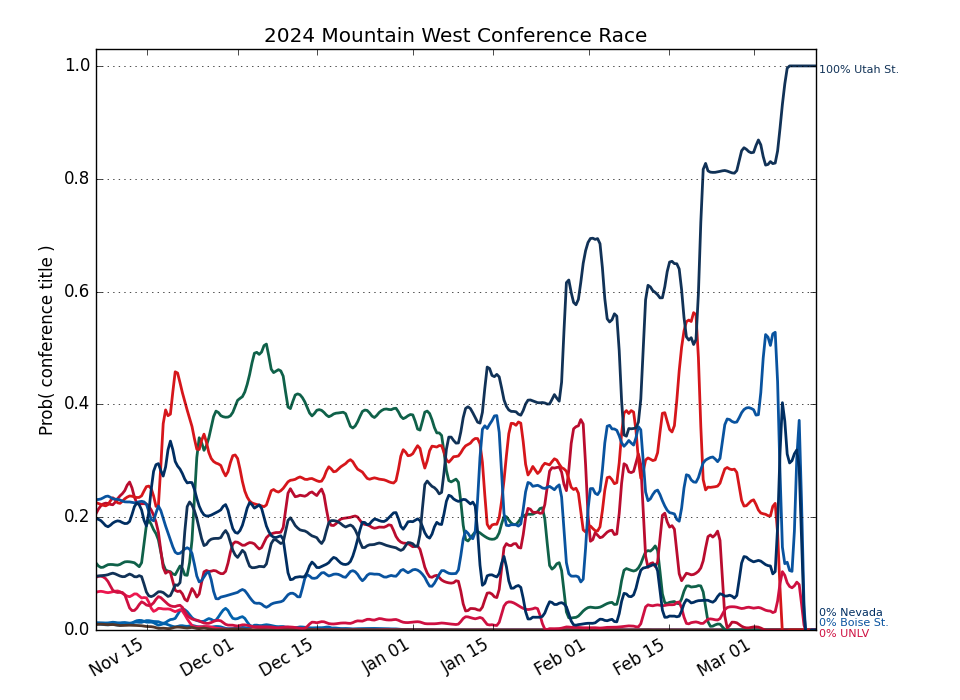 2024 Mountain West Conference Race
Prob( conference title )
1.0
0.8
0.6
0.4
0.2
0.0
Nov 15
Dec 01
Dec 15
Jan 01
Jan 15
Feb 01
Feb 15
Mar 01
100% Utah St.
0% Nevada
0% Boise St.
0% UNLV